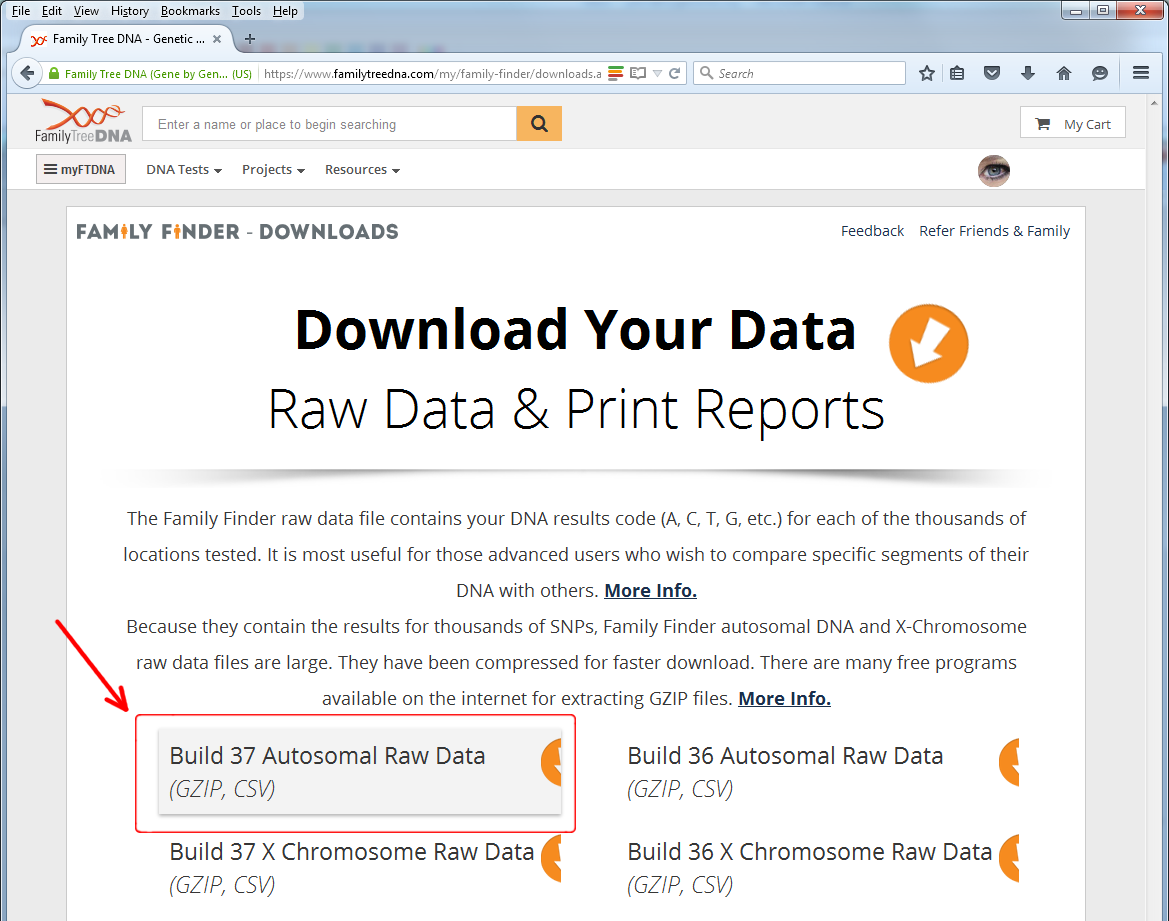 File Edit View History Bookmarks Tools Help
Family Tree DNA - Genetic ...
Family Tree DNA (Gene by Gen... (US) https://www.familytreedna.com/my/family-finder/downloads.a Search
FamilyTreeDNA Enter a name or place to begin searching My Cart
myFTDNA DNA Tests Projects Resources
FAMILY FINDER - DOWNLOADS Feedback Refer Friends & Family
Download Your Data
Raw Data & Print Reports
The Family Finder raw data file contains your DNA results code (A, C, T, G, etc.) for each of the thousands of
locations tested. It is most useful for those advanced users who wish to compare specific segments of their
DNA with others. More Info.
Because they contain the results for thousands of SNPs, Family Finder autosomal DNA and X-Chromosome
raw data files are large. They have been compressed for faster download. There are many free programs
available on the internet for extracting GZIP files. More Info.
Build 37 Autosomal Raw Data Build 36 Autosomal Raw Data
(GZIP, CSV) (GZIP, CSV)
Build 37 X Chromosome Raw Data Build 36 X Chromosome Raw Data
(GZIP, CSV) (GZIP, CSV)